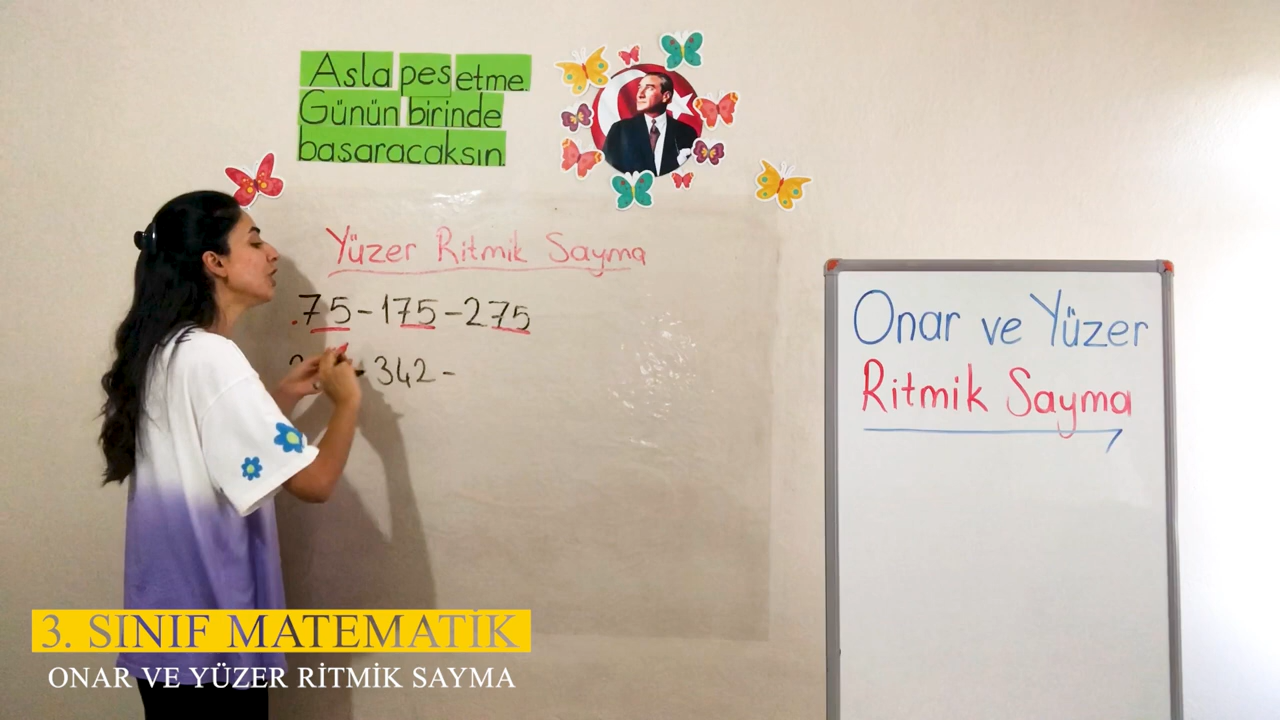 Asla pes etme.
Günün birinde
başaracaksın.
Yüzer Ritmik Sayma
.75-175-275
-342-
Onar ve Yüzer
Ritmik Sayma
3. SINIF MATEMATİK
ONAR VE YÜZER RİTMİK SAYMA